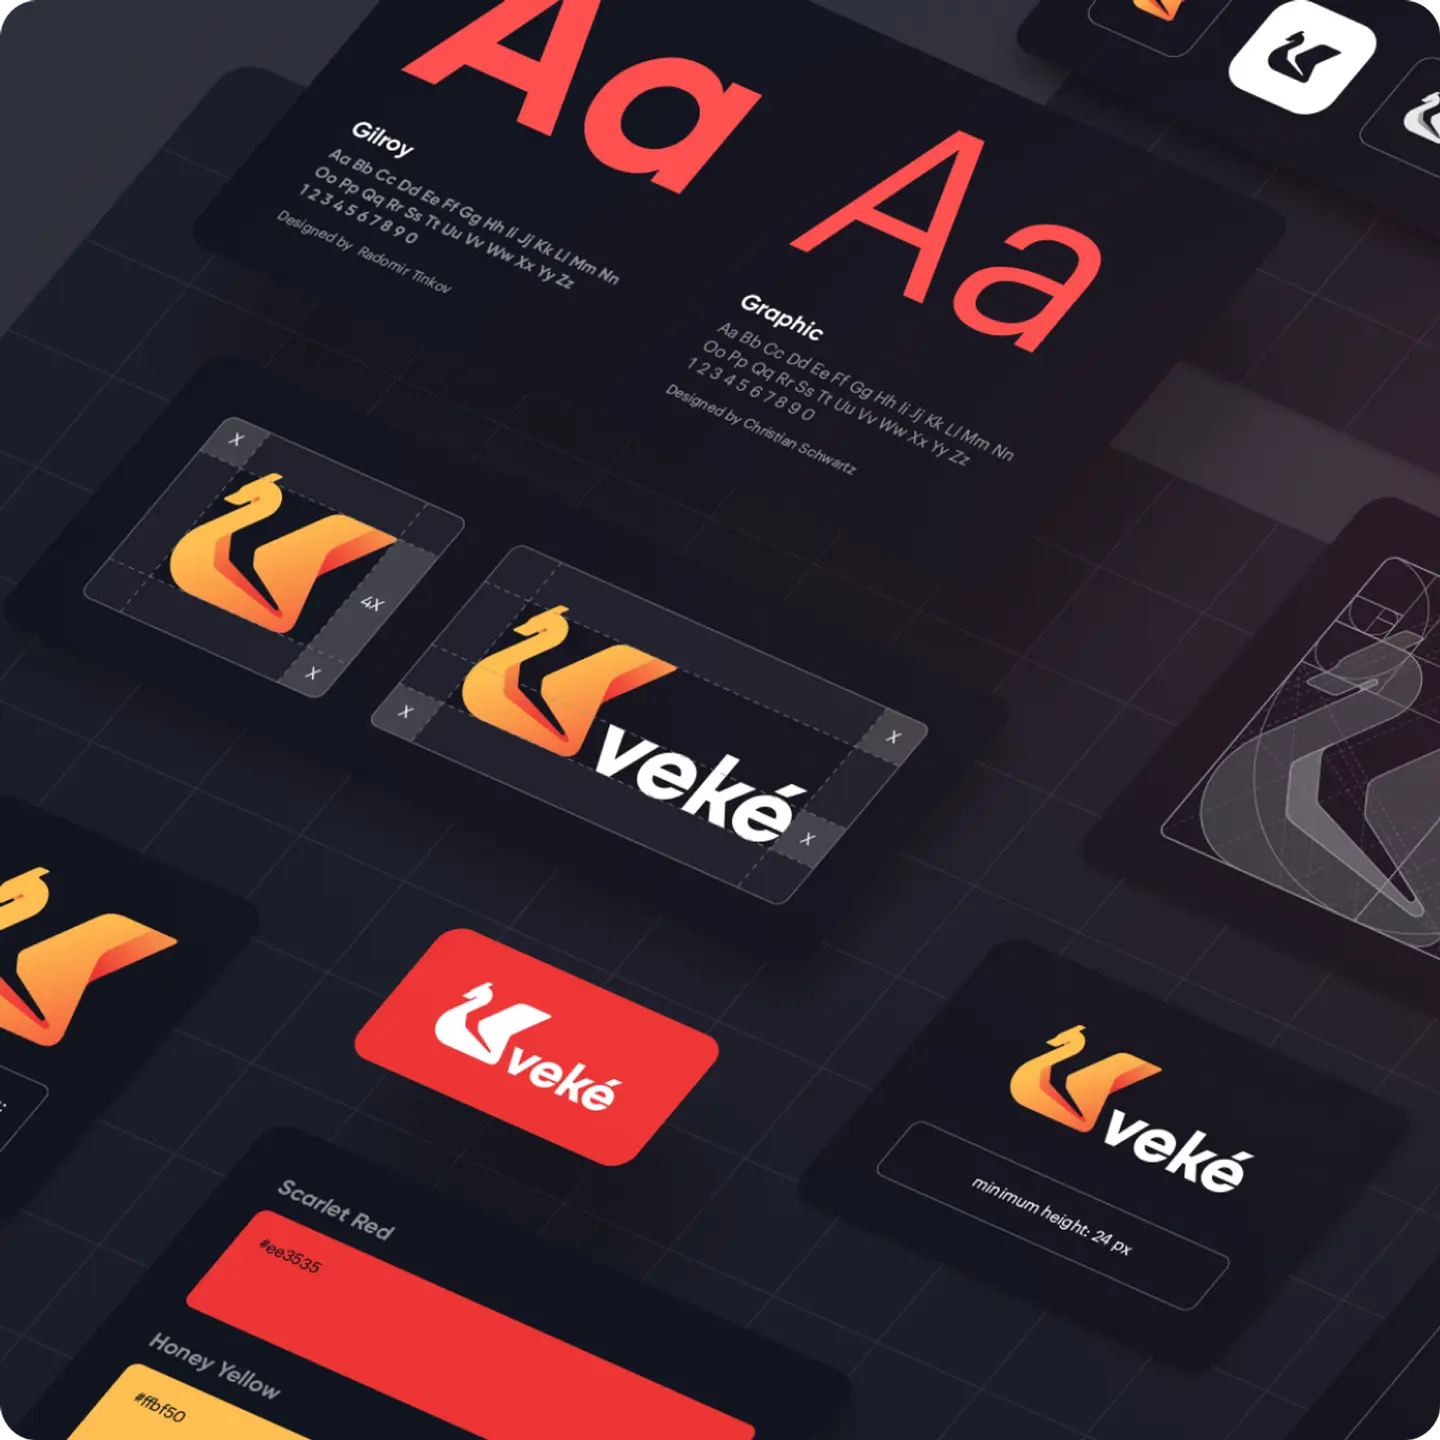 Aa
Gilroy
Aa Bb Cc Dd Ee Ff Gg Hh Ii Jj Kk Ll Mm Nn
Oo Pp Qq Rr Ss Tt Uu Vv Ww Xx Yy Zz
1 2 3 4 5 6 7 8 9 0
Designed by Radomir Tinkov
Aa
Graphic
Aa Bb Cc Dd Ee Ff Gg Hh Ii Jj Kk Ll Mm Nn
Oo Pp Qq Rr Ss Tt Uu Vv Ww Xx Yy Zz
1 2 3 4 5 6 7 8 9 0
Designed by Christian Schwartz
X
4X
X
X
X
veké
X
veké
veké
minimum height: 24 px
Scarlet Red
#ee3535
Honey Yellow
#ffbf50